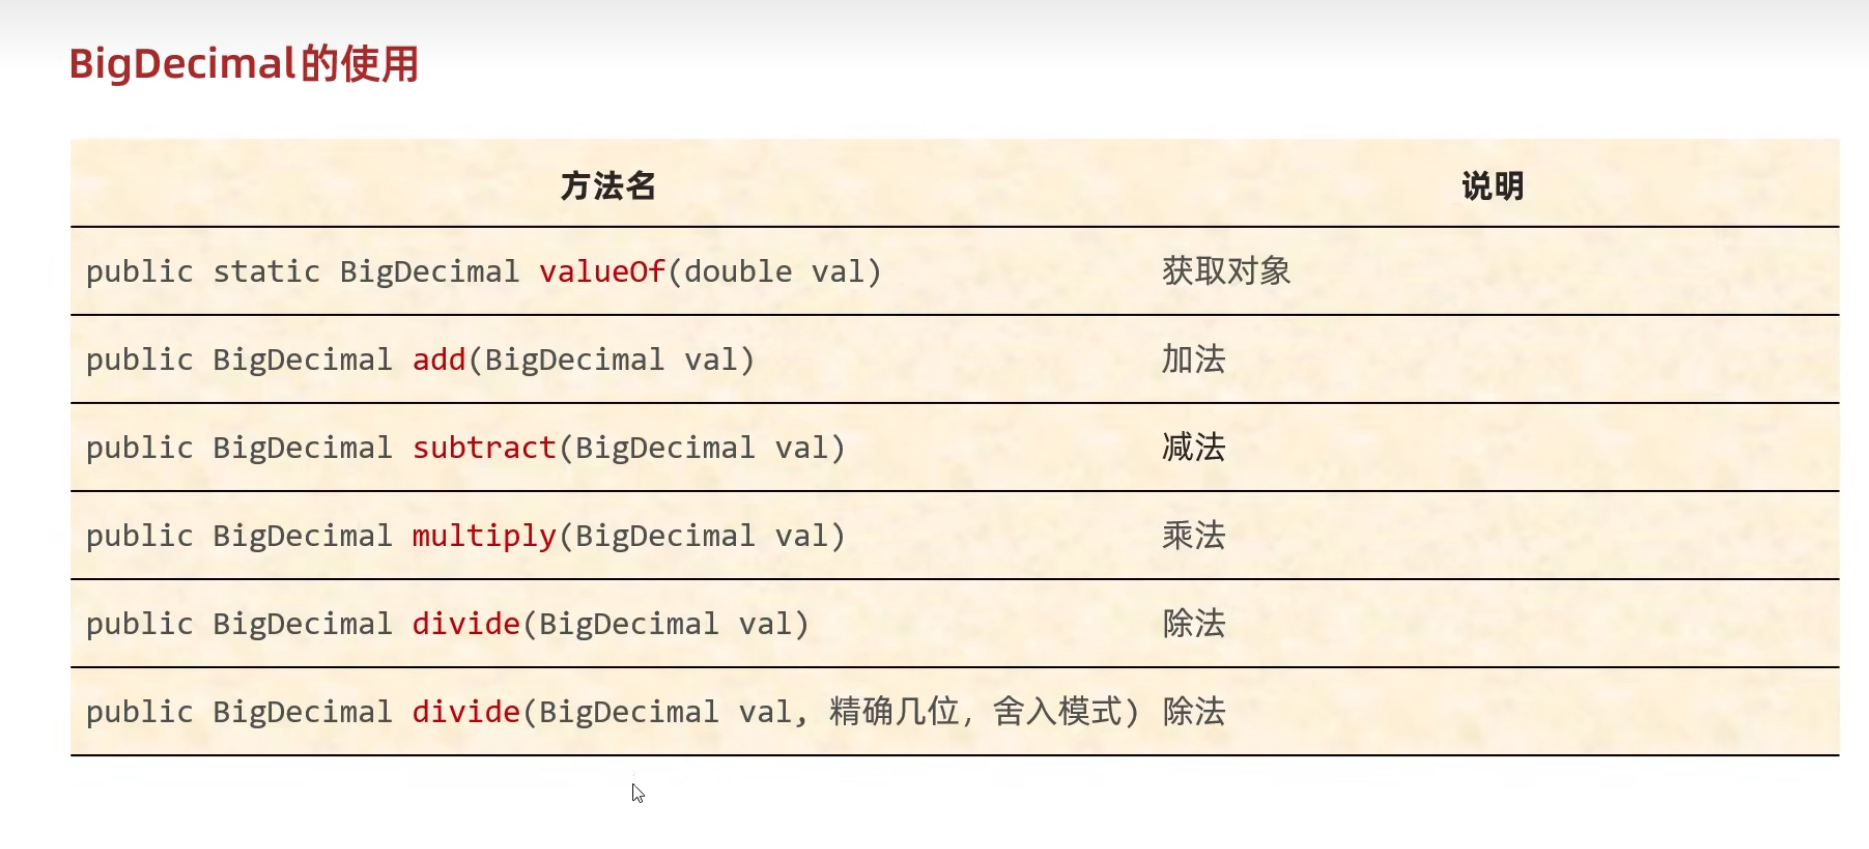 BigDecimal的使用
方法名 说明
public static BigDecimal valueOf(double val) 获取对象
public BigDecimal add(BigDecimal val) 加法
public BigDecimal subtract(BigDecimal val) 减法
public BigDecimal multiply(BigDecimal val) 乘法
public BigDecimal divide(BigDecimal val) 除法
public BigDecimal divide(BigDecimal val, 精确几位, 舍入模式) 除法